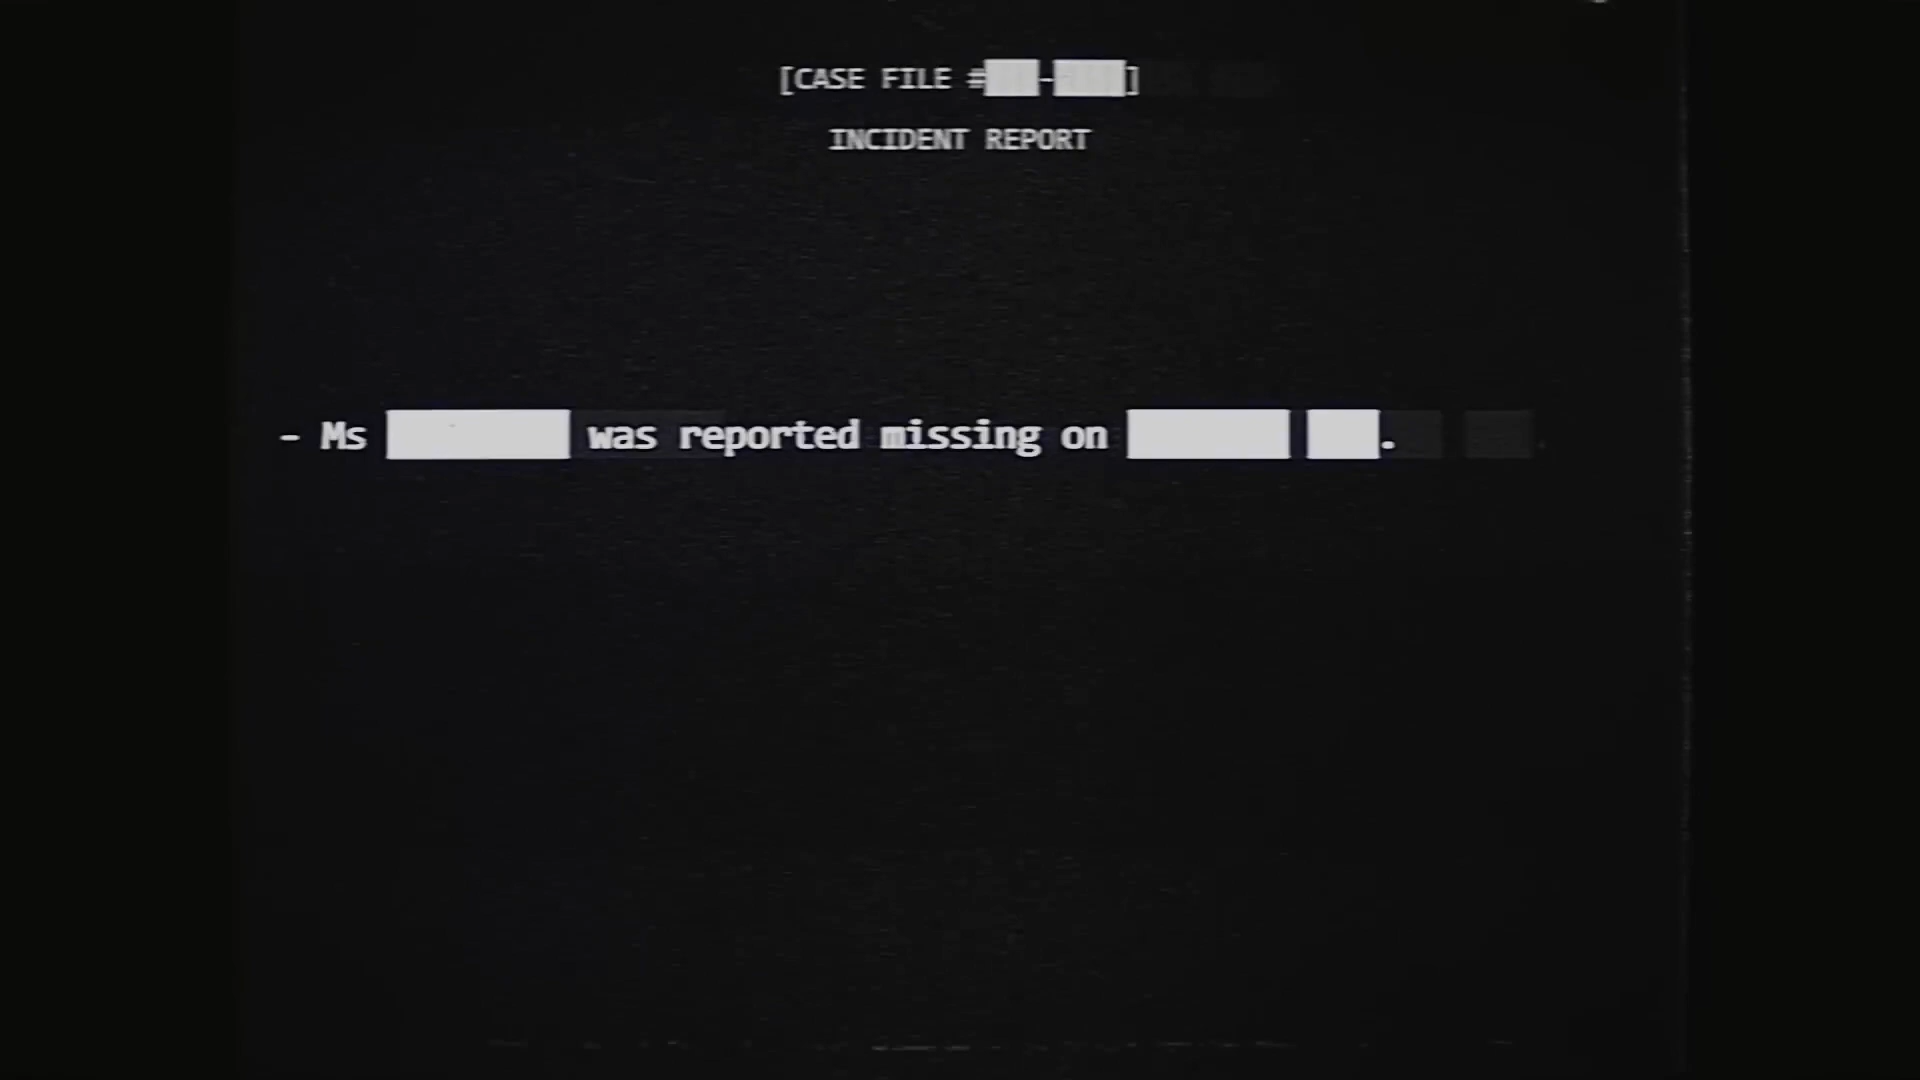 [CASE FILE #███-████]
INCIDENT REPORT
- Ms ████████ was reported missing on ███████ ███.